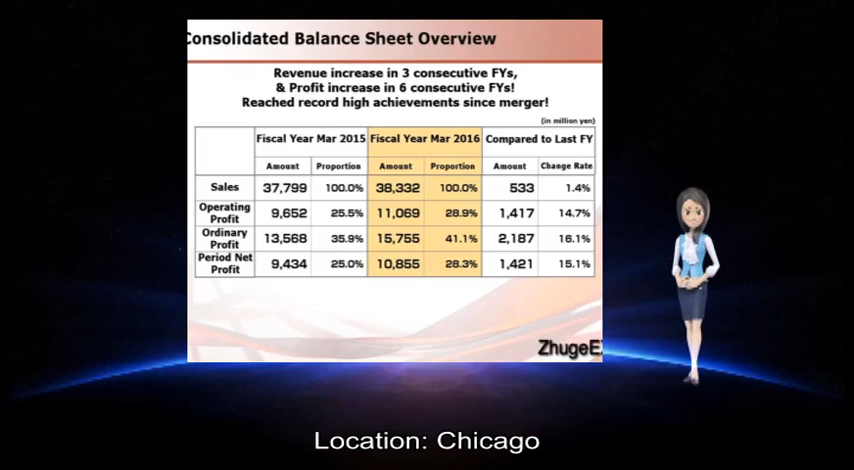 Consolidated Balance Sheet Overview
Revenue increase in 3 consecutive FYs,
& Profit increase in 6 consecutive FYs!
Reached record high achievements since merger!
(in million yen)
Fiscal Year Mar 2015 Fiscal Year Mar 2016 Compared to Last FY
Amount Proportion Amount Proportion Amount Change Rate
Sales 37,799 100.0% 38,332 100.0% 533 1.4%
Operating Profit 9,652 25.5% 11,069 28.9% 1,417 14.7%
Ordinary Profit 13,568 35.9% 15,755 41.1% 2,187 16.1%
Period Net Profit 9,434 25.0% 10,855 28.3% 1,421 15.1%
Location: Chicago